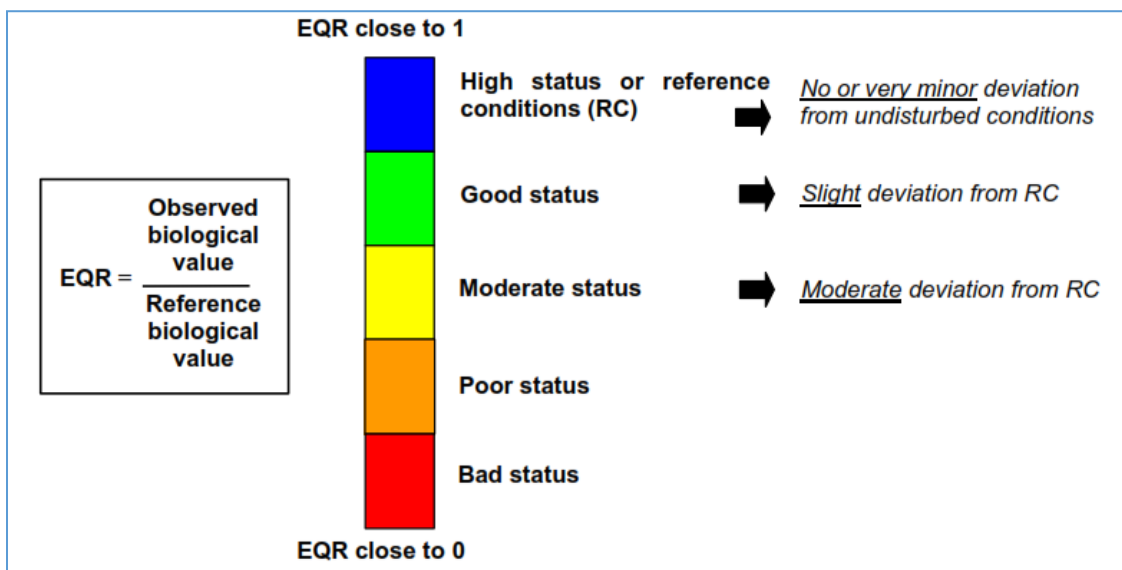 EQR close to 1
High status or reference
conditions (RC)
No or very minor deviation
from undisturbed conditions
Good status
Slight deviation from RC
EQR =
Observed
biological
value
Reference
biological
value
Moderate status
Moderate deviation from RC
Poor status
Bad status
EQR close to 0